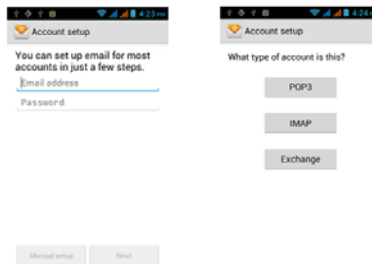 4:23 PM
Account setup
You can set up email for most
accounts in just a few steps.
Email address
Password
Manual setup
Next
4:24
Account setup
What type of account is this?
POP3
IMAP
Exchange